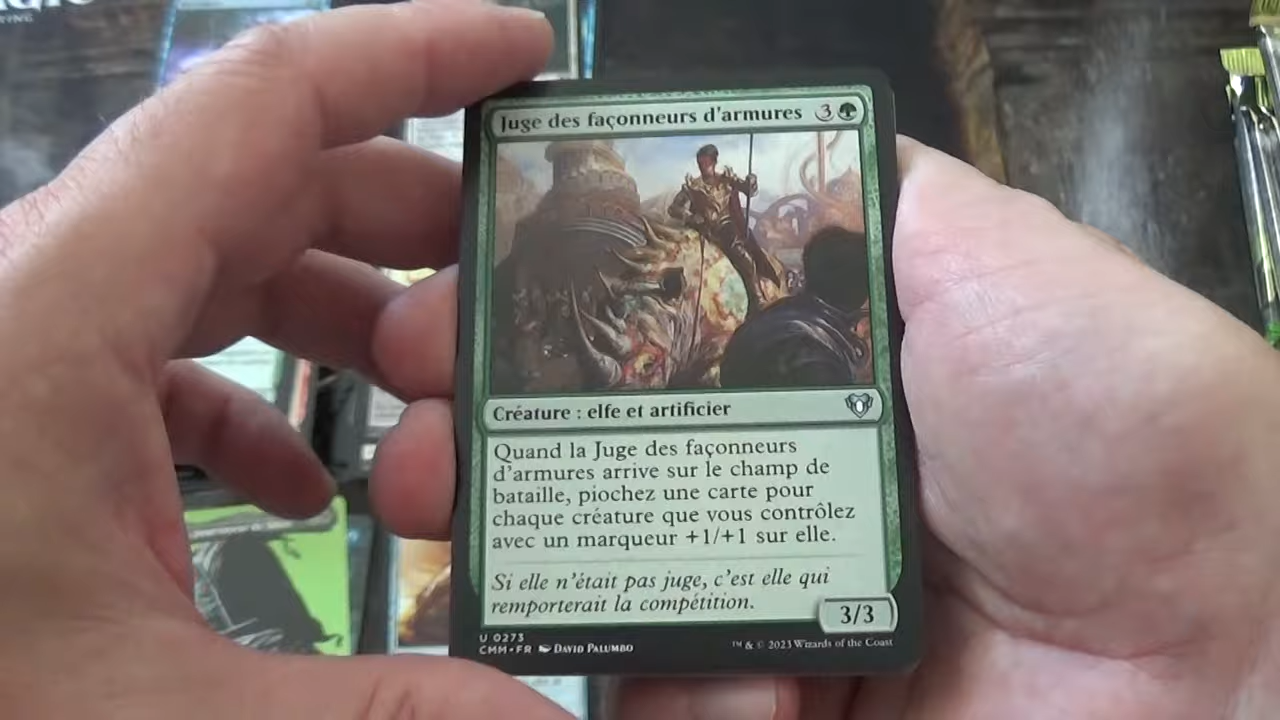 Juge des façonneurs d'armures 3
Créature : elfe et artificier
Quand la Juge des façonneurs
d'armures arrive sur le champ de
bataille, piochez une carte pour
chaque créature que vous contrôlez
avec un marqueur +1/+1 sur elle.
Si elle n'était pas juge, c'est elle qui
remporterait la compétition.
3/3
U 0273
CMM • FR DAVID PALUMBO
™ & © 2023 Wizards of the Coast